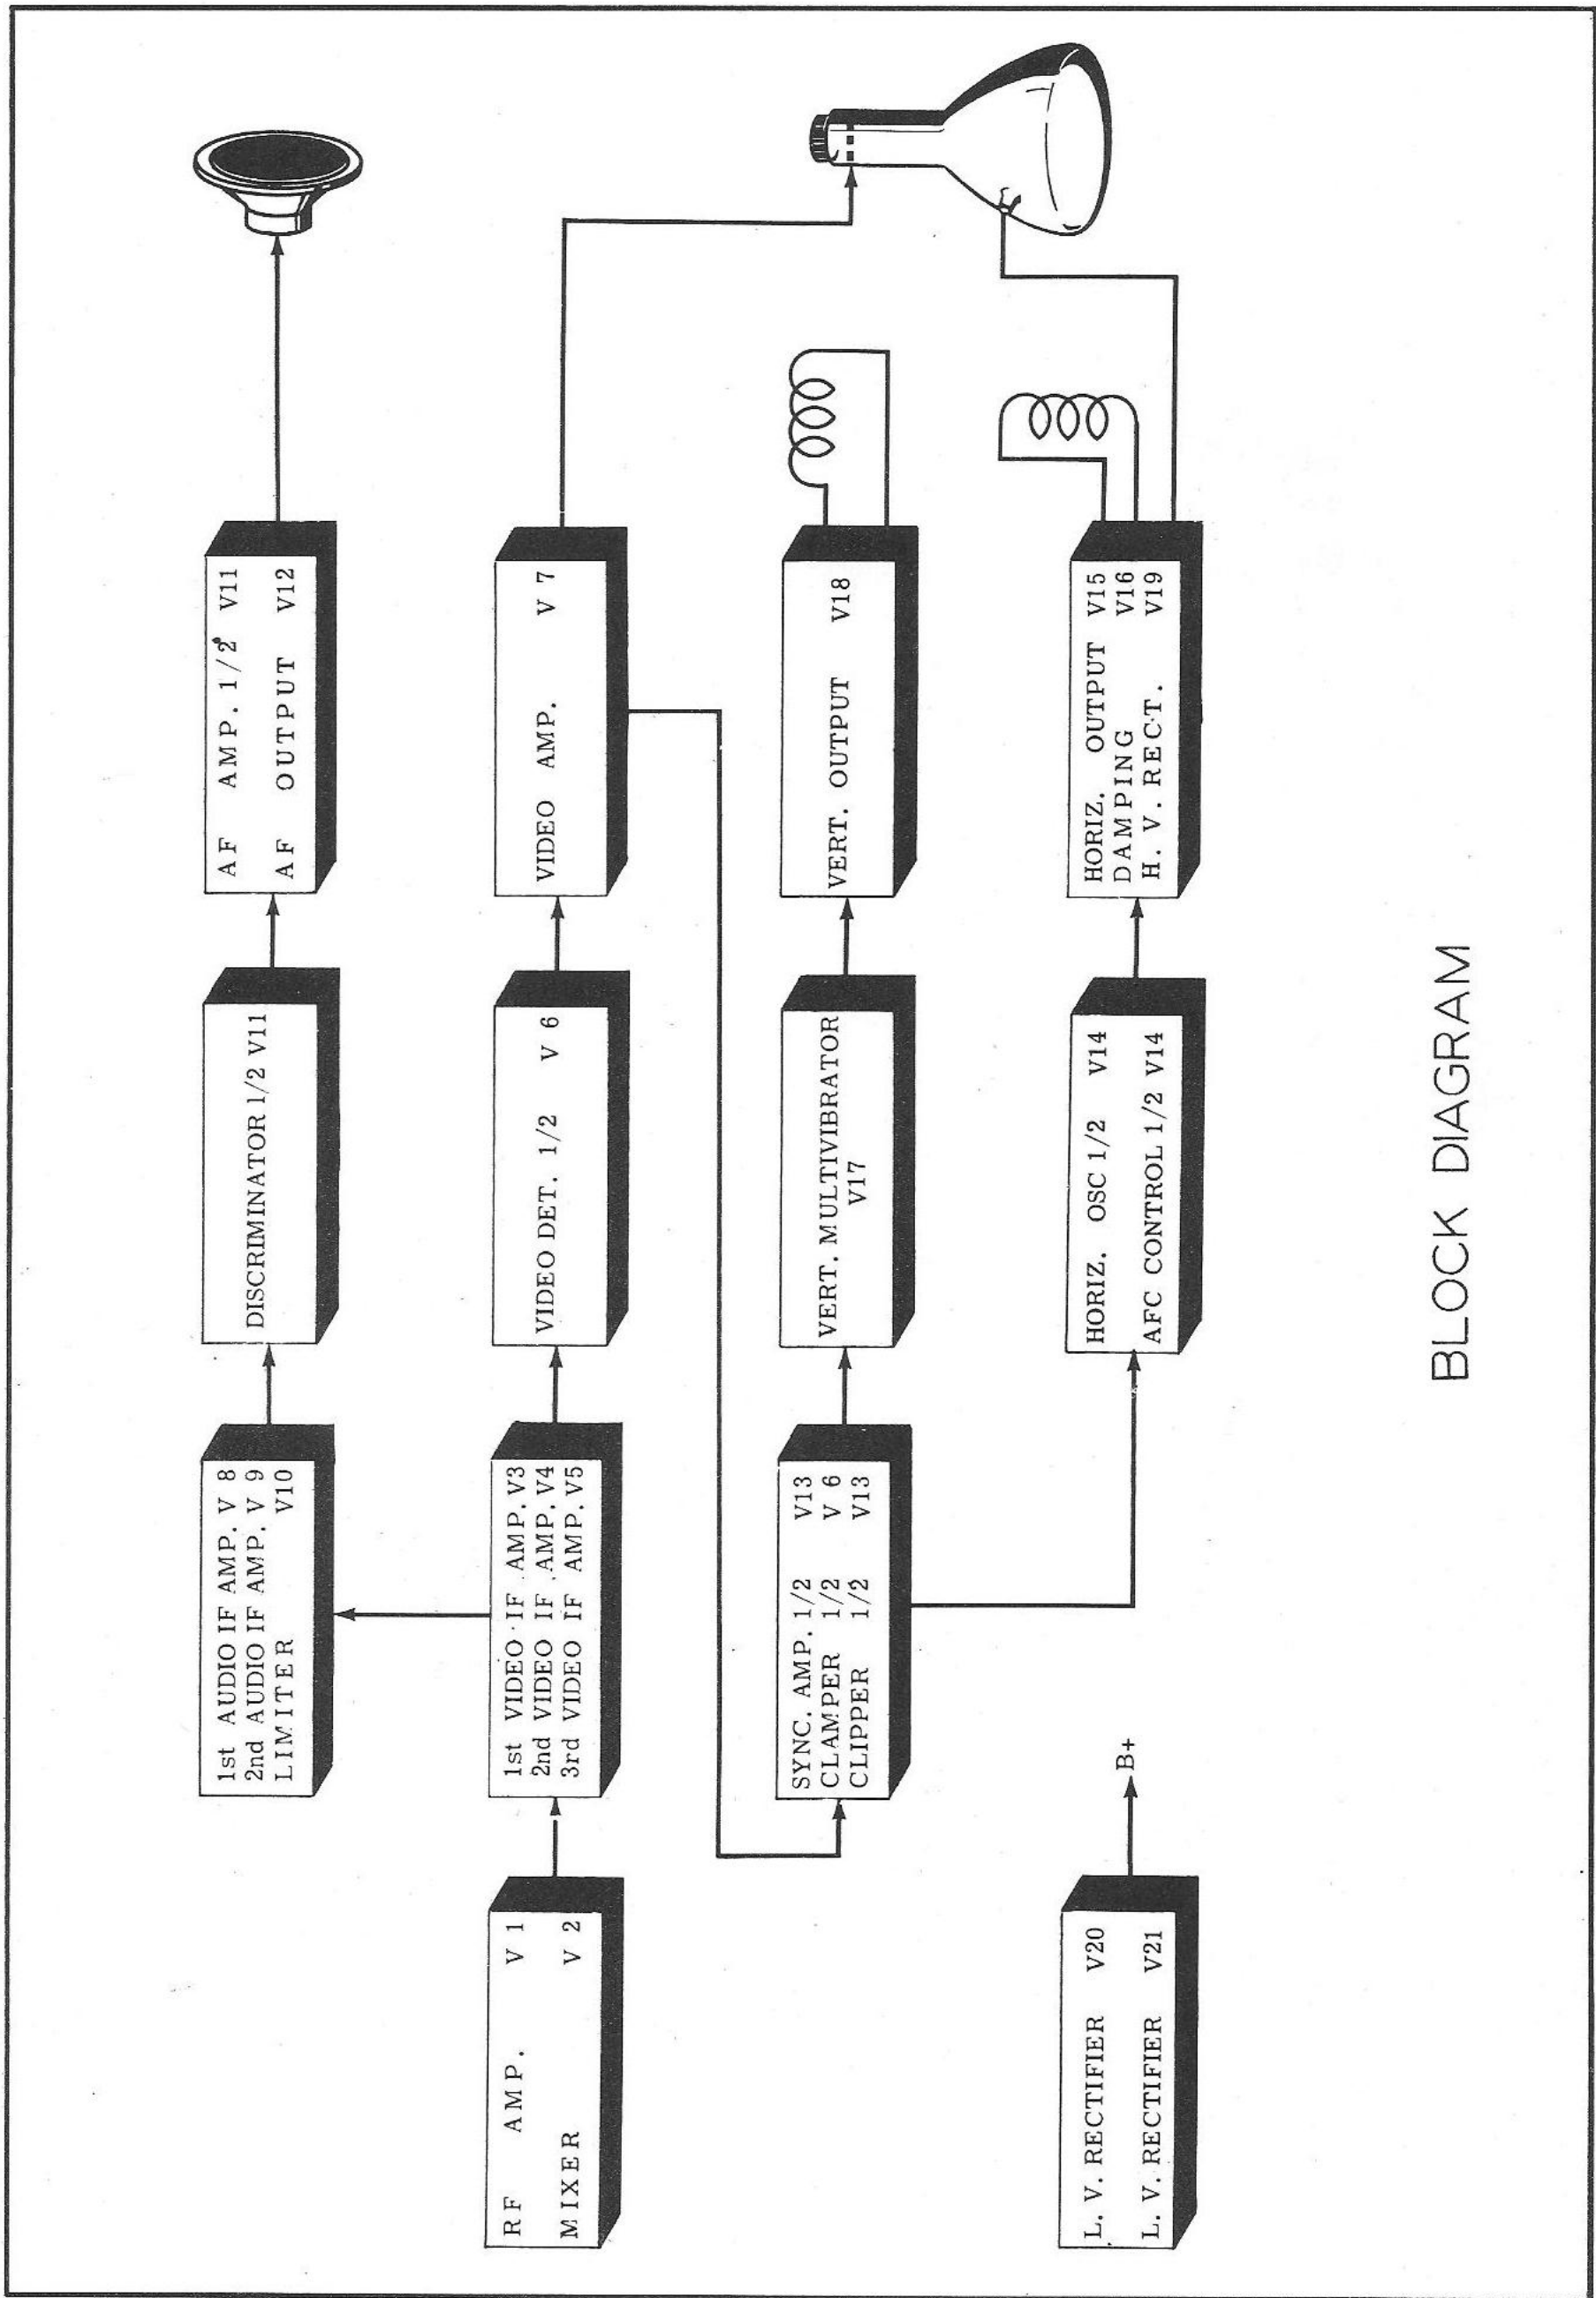 1st AUDIO IF AMP. V 8
2nd AUDIO IF AMP. V 9
LIMITER V10
DISCRIMINATOR 1/2 V11
AF AMP. 1/2 V11
AF OUTPUT V12
RF AMP. V 1
MIXER V 2
1st VIDEO IF AMP. V3
2nd VIDEO IF AMP. V4
3rd VIDEO IF AMP. V5
VIDEO DET. 1/2 V 6
VIDEO AMP. V 7
SYNC. AMP. 1/2 V13
CLAMPER 1/2 V 6
CLIPPER 1/2 V13
VERT. MULTIVIBRATOR
V17
VERT. OUTPUT V18
L. V. RECTIFIER V20
L. V. RECTIFIER V21
B+
HORIZ. OSC 1/2 V14
AFC CONTROL 1/2 V14
HORIZ. OUTPUT V15
DAMPING V16
H. V. RECT. V19
BLOCK DIAGRAM